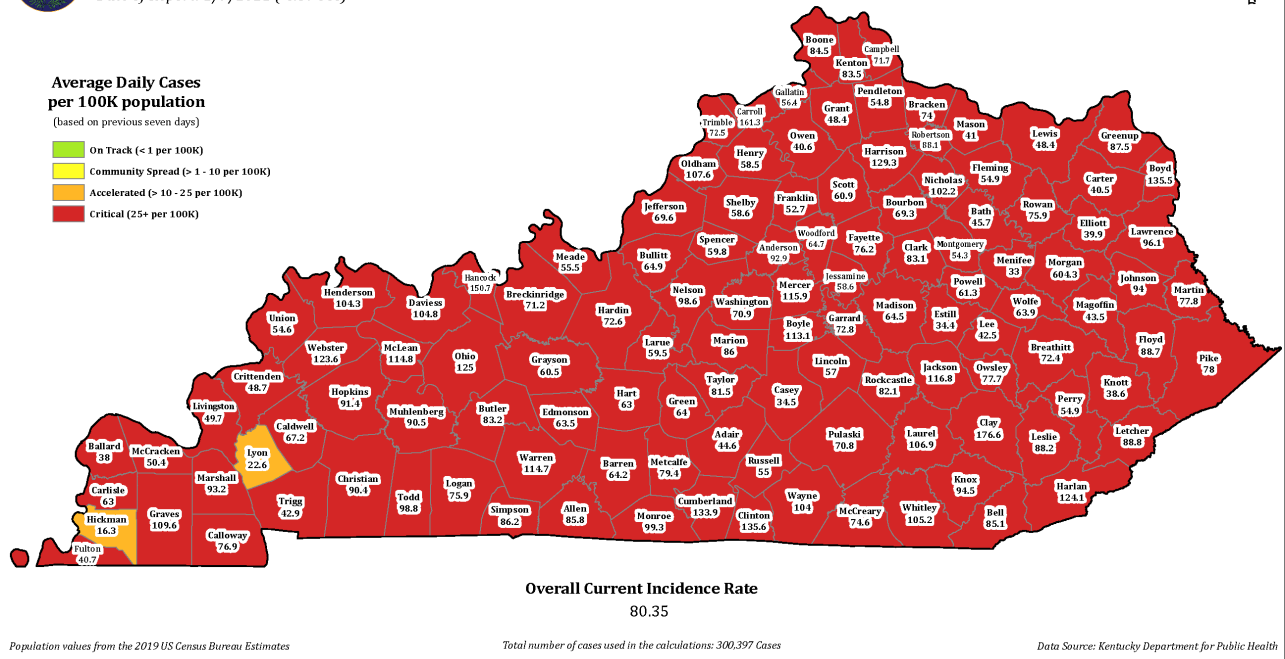 Average Daily Cases
per 100K population
(based on previous seven days)
On Track (< 1 per 100K)
Community Spread (> 1 - 10 per 100K)
Accelerated (> 10 - 25 per 100K)
Critical (25+ per 100K)
Boone
84.5
Campbell
71.7
Kenton
83.5
Gallatin
56.4
Pendleton
54.8
Grant
48.4
Bracken
74
Carroll
161.3
Trimble
72.5
Mason
41
Robertson
88.1
Lewis
48.4
Greenup
87.5
Owen
40.6
Henry
58.5
Harrison
129.3
Oldham
107.6
Fleming
54.9
Boyd
135.5
Nicholas
102.2
Carter
40.5
Scott
60.9
Franklin
52.7
Shelby
58.6
Bourbon
69.3
Jefferson
69.6
Bath
45.7
Rowan
75.9
Elliott
39.9
Lawrence
96.1
Woodford
64.7
Fayette
76.2
Spencer
59.8
Anderson
92.9
Clark
83.1
Montgomery
54.3
Menifee
33
Morgan
604.3
Meade
55.5
Bullitt
64.9
Hancock
150.7
Jessamine
58.6
Mercer
115.9
Powell
61.3
Johnson
94
Martin
77.8
Henderson
104.3
Daviess
104.8
Breckinridge
71.2
Nelson
98.6
Washington
70.9
Madison
64.5
Wolfe
63.9
Magoffin
43.5
Union
54.6
Hardin
72.6
Boyle
113.1
Garrard
72.8
Estill
34.4
Lee
42.5
Webster
123.6
McLean
114.8
Ohio
125
Grayson
60.5
Larue
59.5
Marion
86
Lincoln
57
Breathitt
72.4
Floyd
88.7
Pike
78
Crittenden
48.7
Hopkins
91.4
Taylor
81.5
Rockcastle
82.1
Jackson
116.8
Owsley
77.7
Knott
38.6
Livingston
49.7
Muhlenberg
90.5
Butler
83.2
Edmonson
63.5
Hart
63
Green
64
Casey
34.5
Perry
54.9
Caldwell
67.2
Ballard
38
McCracken
50.4
Lyon
22.6
Adair
44.6
Pulaski
70.8
Laurel
106.9
Clay
176.6
Leslie
88.2
Letcher
88.8
Marshall
93.2
Christian
90.4
Warren
114.7
Barren
64.2
Metcalfe
79.4
Russell
55
Carlisle
63
Trigg
42.9
Todd
98.8
Logan
75.9
Knox
94.5
Harlan
124.1
Hickman
16.3
Graves
109.6
Calloway
76.9
Simpson
86.2
Allen
85.8
Monroe
99.3
Cumberland
133.9
Clinton
135.6
Wayne
104
McCreary
74.6
Whitley
105.2
Bell
85.1
Fulton
40.7
Overall Current Incidence Rate
80.35
Population values from the 2019 US Census Bureau Estimates
Total number of cases used in the calculations: 300,397 Cases
Data Source: Kentucky Department for Public Health